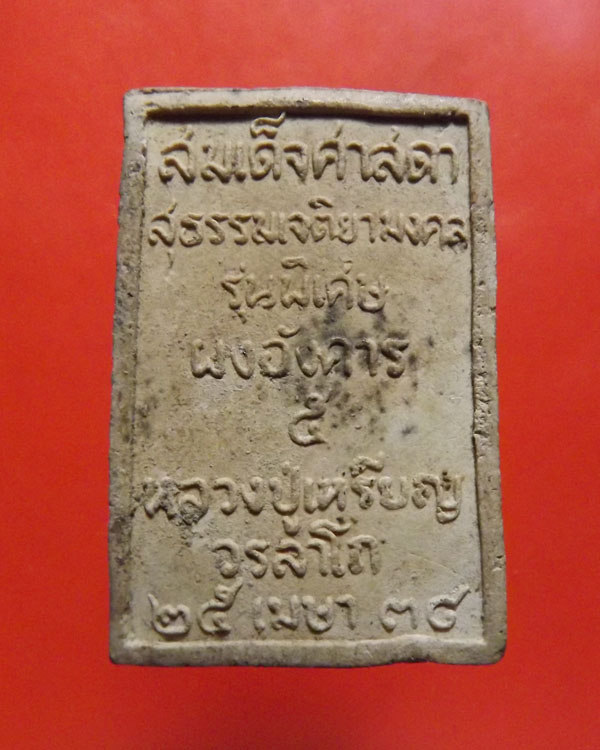 สมเด็จศาสดา
สุธรรมเจติยามงคล
รุ่นพิเศษ
ผงอังคาร
๕
หลวงปู่เหรียญ
วรลาโภ
๒๕ เมษา ๓๘